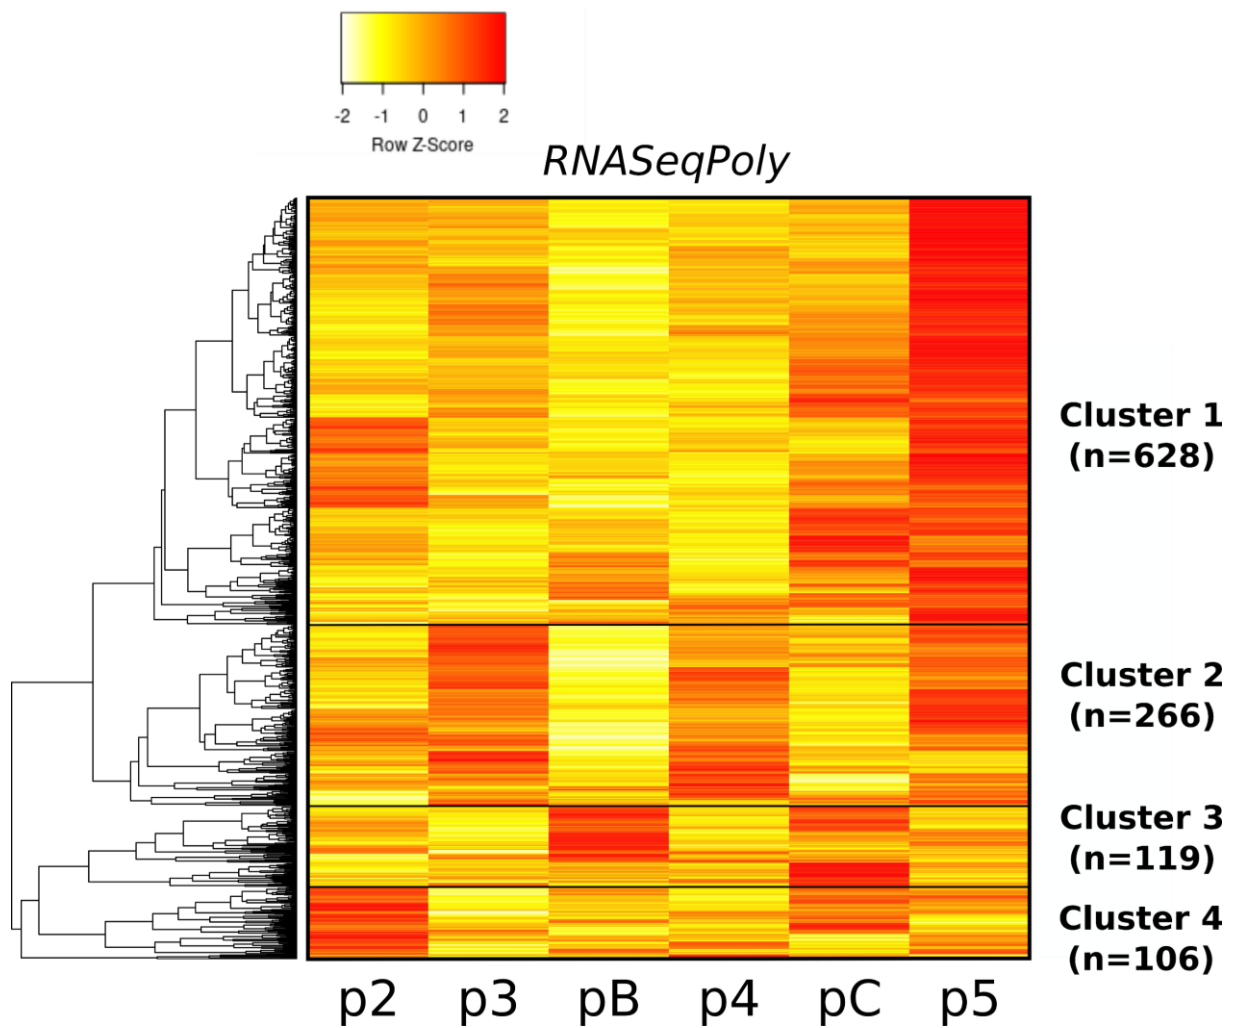 -2 -1 0 1 2
Row Z-Score
RNASeqPoly
Cluster 1
(n=628)
Cluster 2
(n=266)
Cluster 3
(n=119)
Cluster 4
(n=106)
p2 p3 pB p4 pC p5